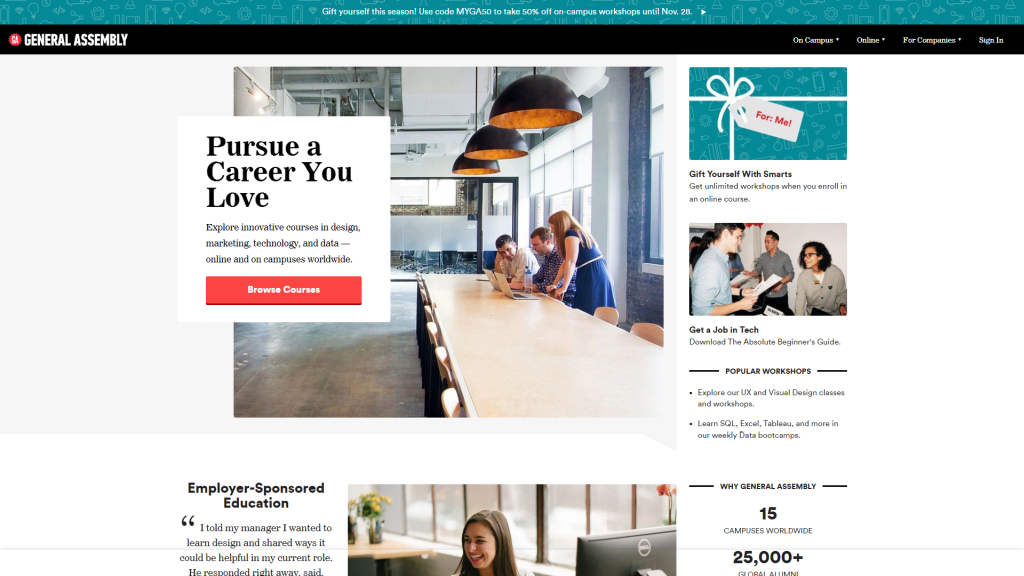 Gift yourself this season! Use code MYGA50 to take 50% off on-campus workshops until Nov. 28.
GA GENERAL ASSEMBLY
On Campus
Online
For Companies
Sign In
Pursue a
Career You
Love
Explore innovative courses in design,
marketing, technology, and data —
online and on campuses worldwide.
Browse Courses
For: Me!
Gift Yourself With Smarts
Get unlimited workshops when you enroll in
an online course.
Get a Job in Tech
Download The Absolute Beginner's Guide.
POPULAR WORKSHOPS
• Explore our UX and Visual Design classes
and workshops.
• Learn SQL, Excel, Tableau, and more in
our weekly Data bootcamps.
Employer-Sponsored
Education
“ I told my manager I wanted to
learn design and shared ways it
could be helpful in my current role.
He responded right away, said,
WHY GENERAL ASSEMBLY
15
CAMPUSES WORLDWIDE
25,000+
GLOBAL ALUMNI